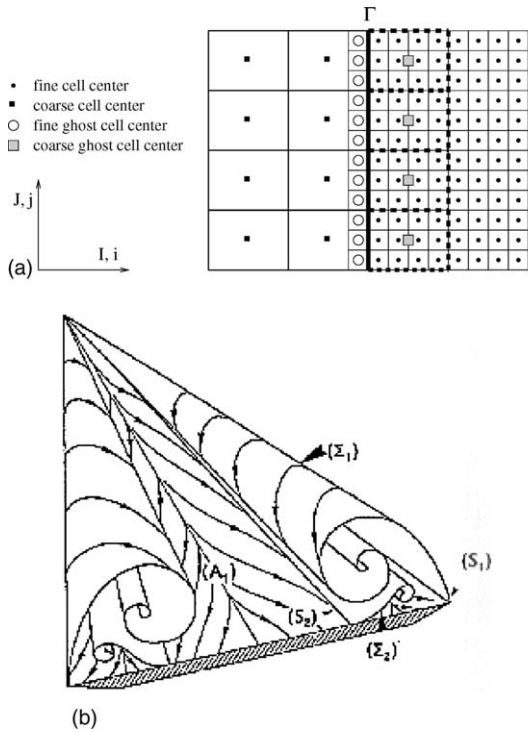 Γ
fine cell center
coarse cell center
fine ghost cell center
coarse ghost cell center
J, j
I, i
(a)
{Σ₁}
(S₁)
(A₁)
(S₂)
{Σ₂}
(b)